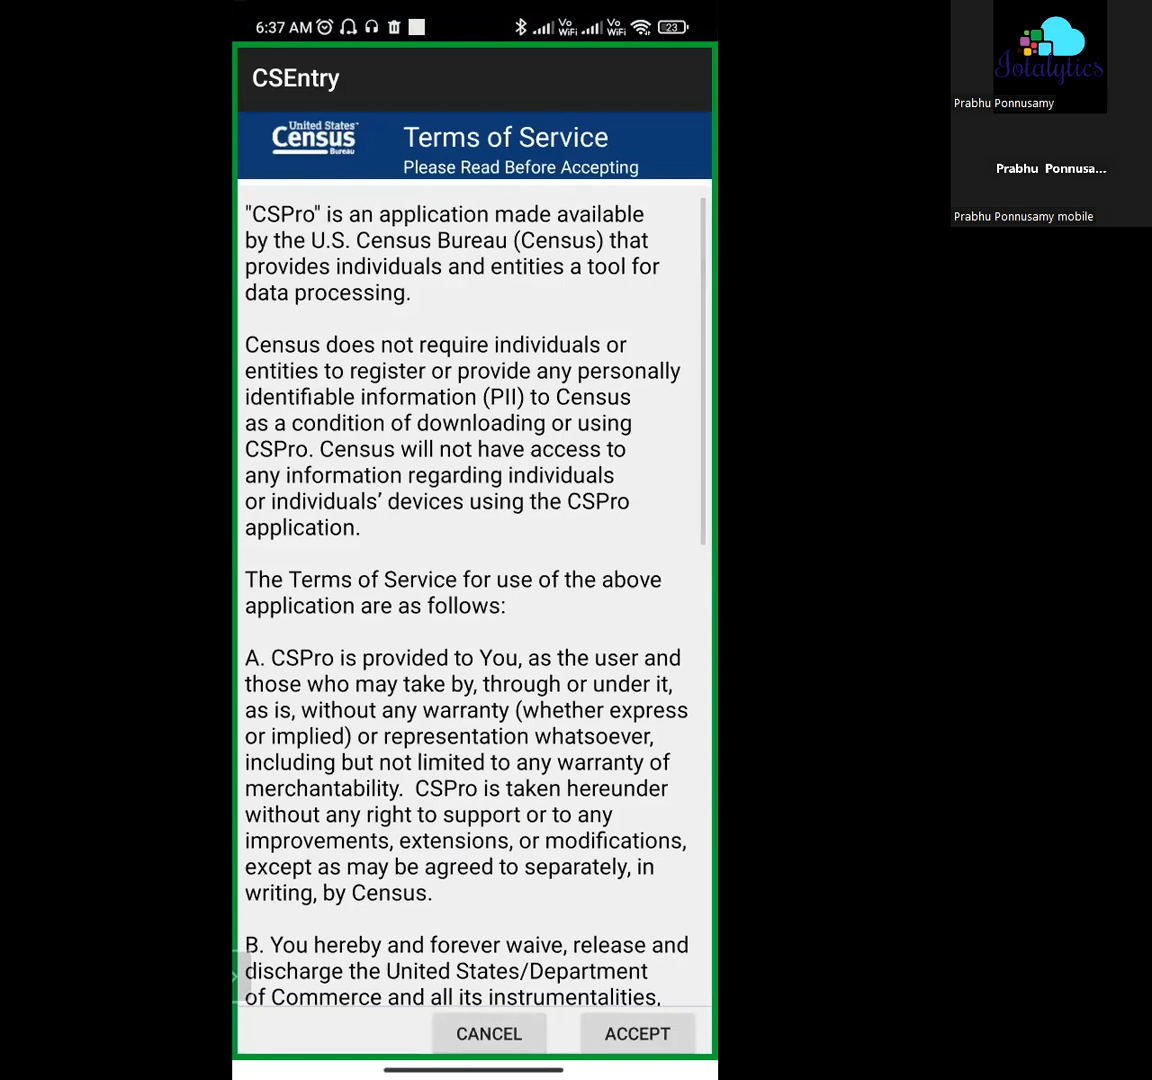 6:37 AM
Vo
WiFi
Vo
WiFi
23
CSEntry
United States™
Census
Bureau
Terms of Service
Please Read Before Accepting
"CSPro" is an application made available
by the U.S. Census Bureau (Census) that
provides individuals and entities a tool for
data processing.
Census does not require individuals or
entities to register or provide any personally
identifiable information (PII) to Census
as a condition of downloading or using
CSPro. Census will not have access to
any information regarding individuals
or individuals’ devices using the CSPro
application.
The Terms of Service for use of the above
application are as follows:
A. CSPro is provided to You, as the user and
those who may take by, through or under it,
as is, without any warranty (whether express
or implied) or representation whatsoever,
including but not limited to any warranty of
merchantability.  CSPro is taken hereunder
without any right to support or to any
improvements, extensions, or modifications,
except as may be agreed to separately, in
writing, by Census.
B. You hereby and forever waive, release and
discharge the United States/Department
of Commerce and all its instrumentalities,
CANCEL
ACCEPT
Iotalytics
Prabhu Ponnusamy
Prabhu Ponnusa...
Prabhu Ponnusamy mobile